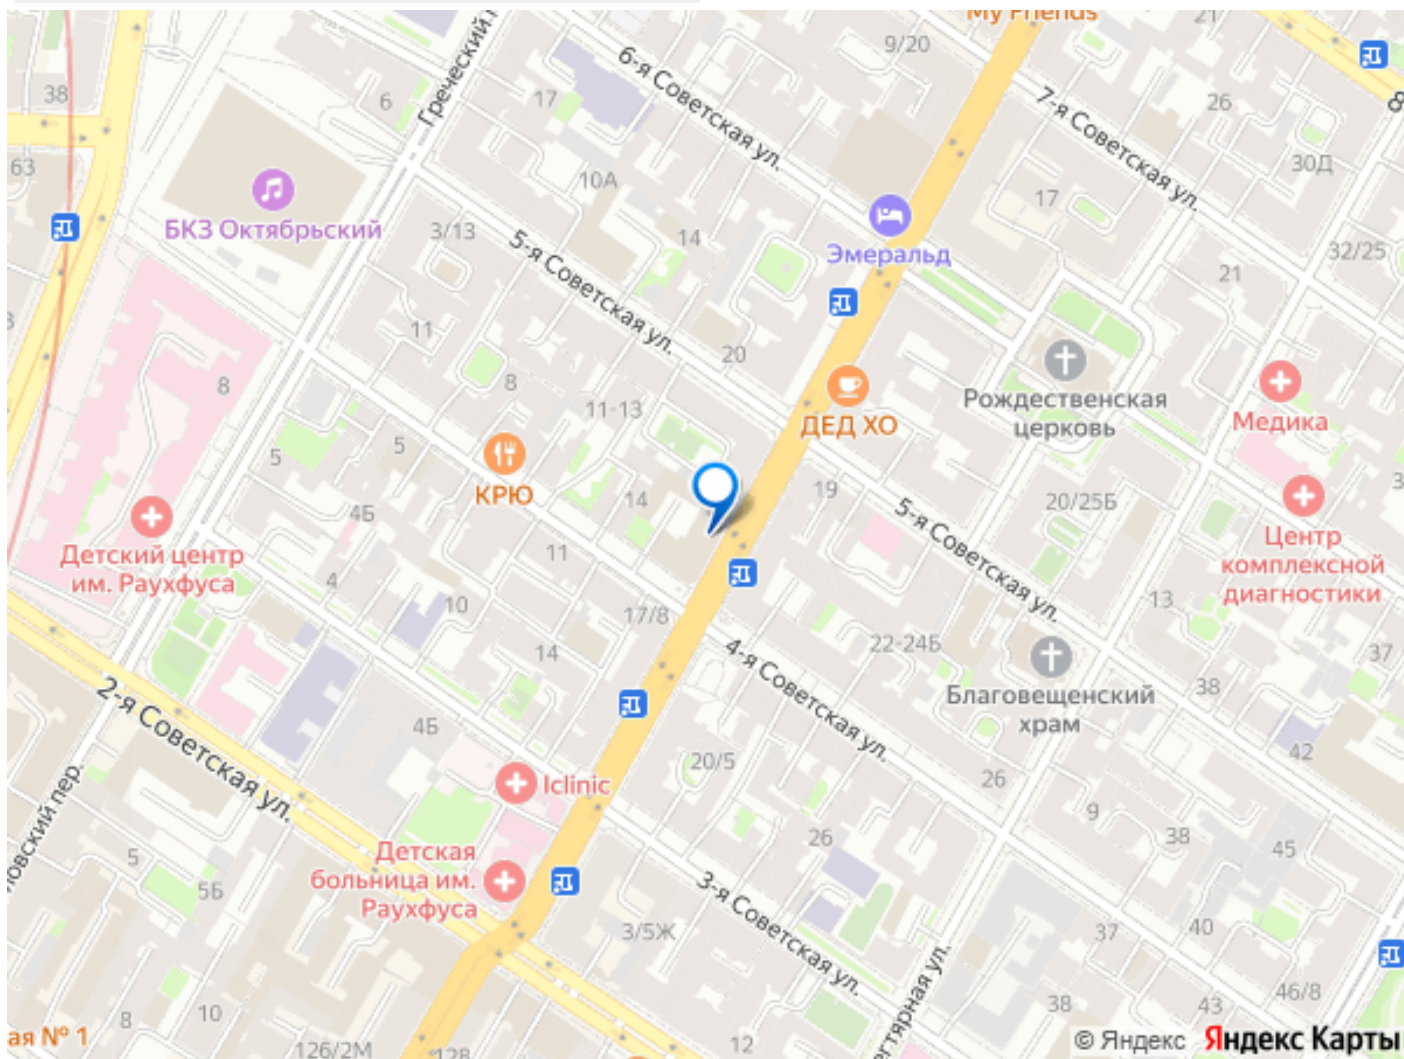 My Friends
21
9/20
38
6
17
6-я Советская ул.
Греческий
7-я Советская ул.
26
8
63
10А
30Д
17
БКЗ Октябрьский
3/13
14
5-я Советская ул.
Эмеральд
32/25
21
11
20
8
8
11-13
ДЕД ХО
Рождественская
церковь
Медика
5
5
КРЮ
14
19
20/25Б
5-я Советская ул.
4Б
Детский центр
им. Раухфуса
11
Центр
комплексной
диагностики
4
10
17/8
13
14
4-я Советская ул.
22-24Б
37
Благовещенский
храм
38
2-я Советская ул.
4Б
42
20/5
26
Iclinic
9
26
38
45
Детская
больница им.
Раухфуса
5
5Б
3-я Советская ул.
3/5Ж
40
37
46/8
38
43
10
8
ая № 1
126/2М
128
12
© Яндекс Яндекс Карты